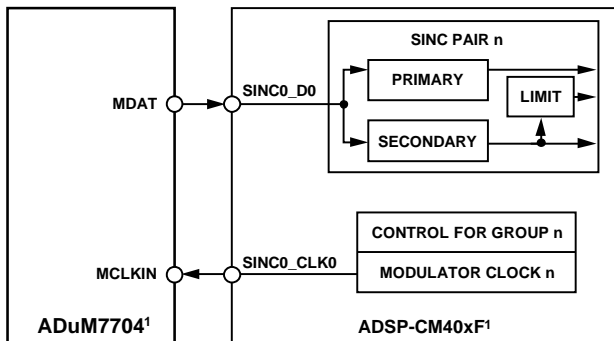 SINC PAIR n
SINC0_D0
PRIMARY
MDAT
LIMIT
SECONDARY
CONTROL FOR GROUP n
SINC0_CLK0
MCLKIN
MODULATOR CLOCK n
ADuM7704¹
ADSP-CM40xF¹